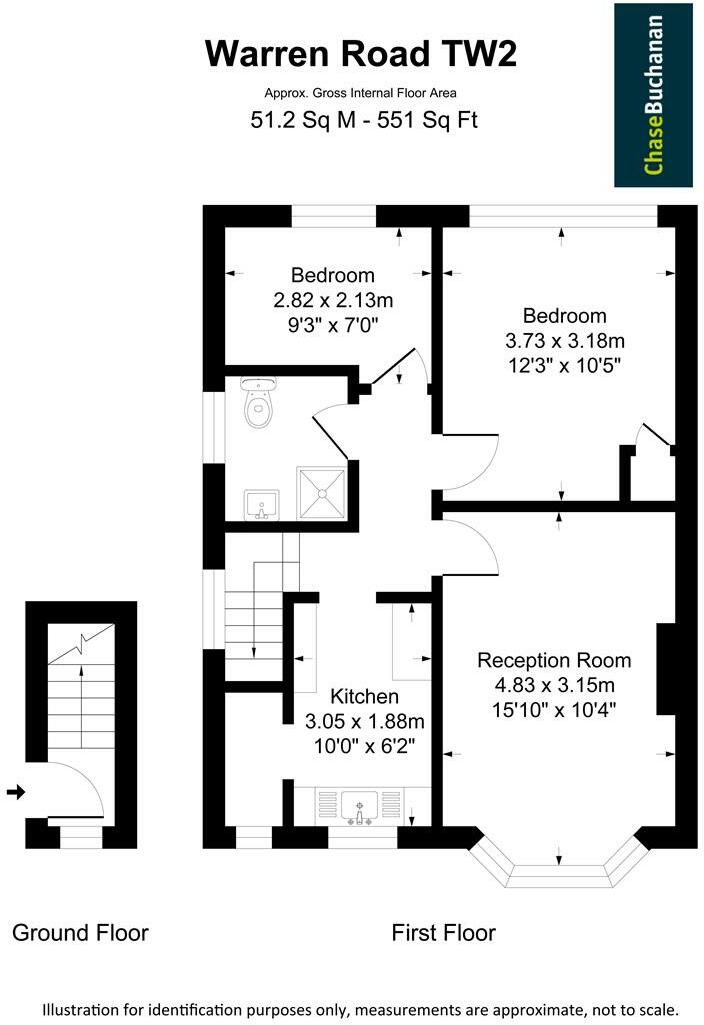 Warren Road TW2
Approx. Gross Internal Floor Area
51.2 Sq M - 551 Sq Ft
ChaseBuchanan
Bedroom
2.82 x 2.13m
9'3" x 7'0"
Bedroom
3.73 x 3.18m
12'3" x 10'5"
Reception Room
4.83 x 3.15m
15'10" x 10'4"
Kitchen
3.05 x 1.88m
10'0" x 6'2"
Ground Floor
First Floor
Illustration for identification purposes only, measurements are approximate, not to scale.